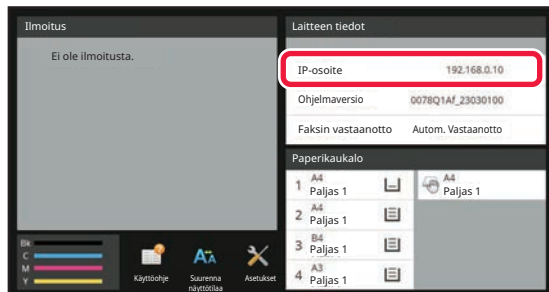 Ilmoitus
Ei ole ilmoitusta.
Laitteen tiedot
IP-osoite 192.168.0.10
Ohjelmaversio 0078Q1Af_23030100
Faksin vastaanotto Autom. Vastaanotto
Paperikaukalo
1 A4
Paljas 1
A4
Paljas 1
2 A4
Paljas 1
3 B4
Paljas 1
4 A3
Paljas 1
Bk
C
M
Y
Käyttöohje
Suurenna
näyttötilaa
Asetukset